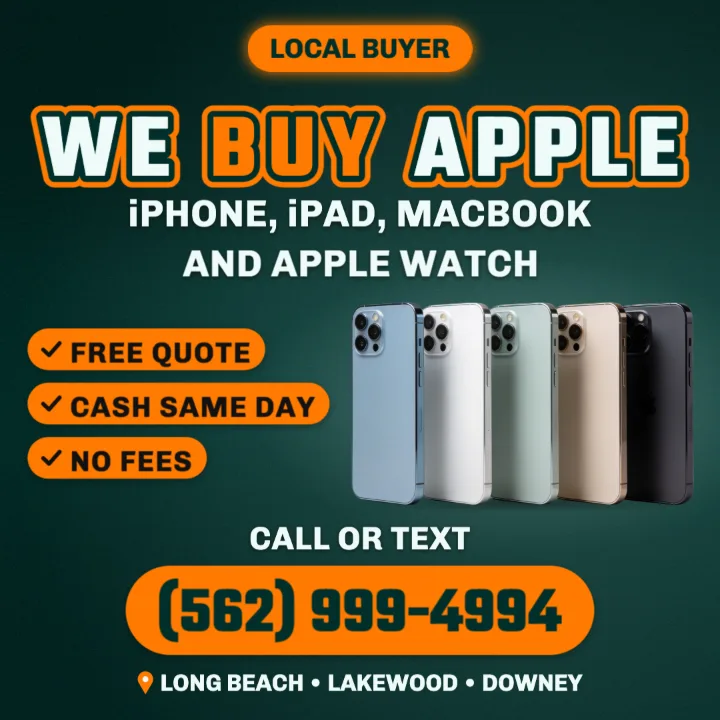 LOCAL BUYER
WE BUY APPLE
iPHONE, iPAD, MACBOOK
AND APPLE WATCH
FREE QUOTE
CASH SAME DAY
NO FEES
CALL OR TEXT
(562) 999-4994
LONG BEACH • LAKEWOOD • DOWNEY